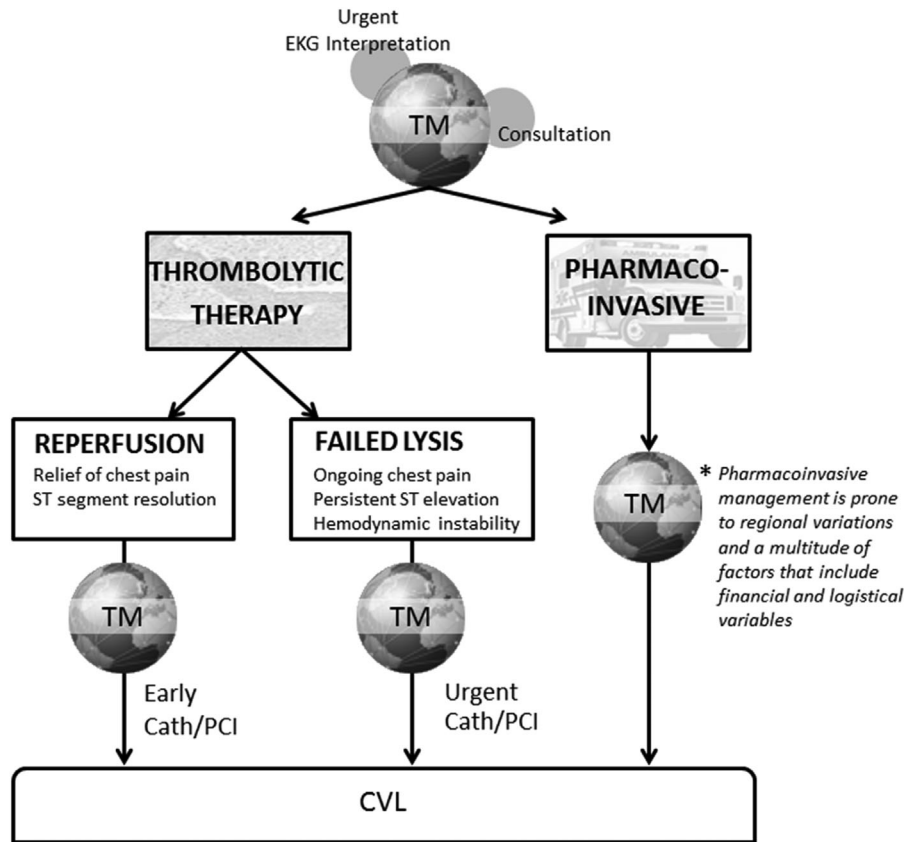 Urgent
EKG Interpretation
TM
Consultation
THROMBOLYTIC
THERAPY
PHARMACO-
INVASIVE
REPERFUSION
Relief of chest pain
ST segment resolution
FAILED LYSIS
Ongoing chest pain
Persistent ST elevation
Hemodynamic instability
TM
* Pharmacoinvasive
management is prone
to regional variations
and a multitude of
factors that include
financial and logistical
variables
TM
TM
Early
Cath/PCI
Urgent
Cath/PCI
CVL